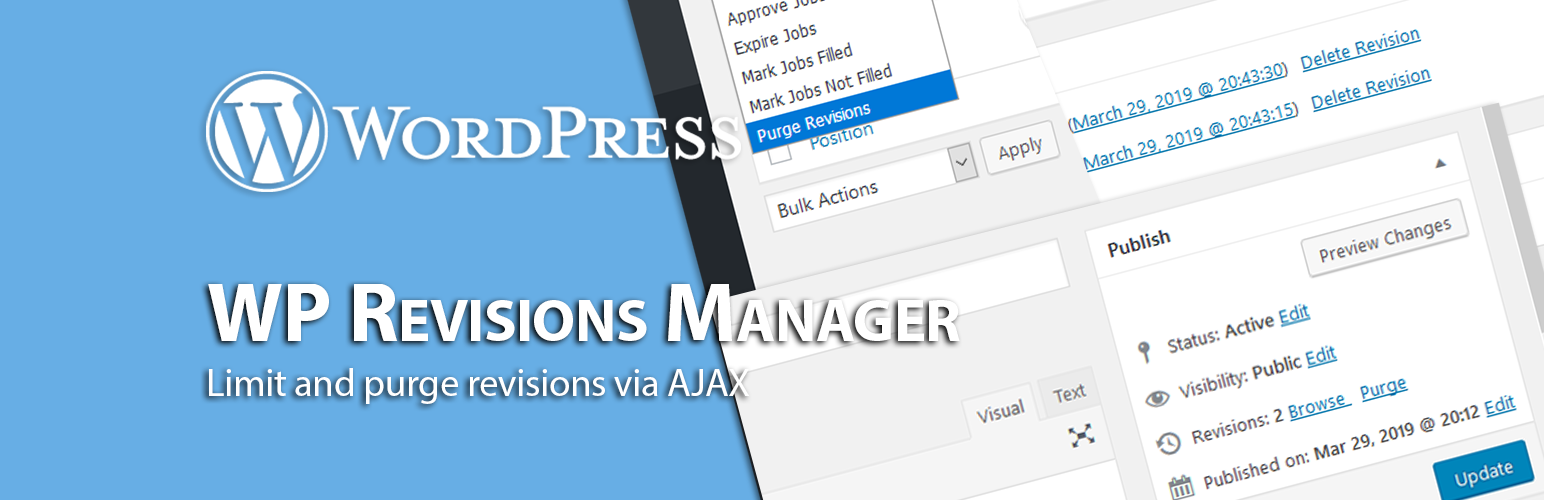 Approve Jobs
Expire Jobs
Mark Jobs Filled
Mark Jobs Not Filled
Purge Revisions
Position
Bulk Actions
Apply
(March 29, 2019 @ 20:43:30) Delete Revision
March 29, 2019 @ 20:43:15) Delete Revision
WORDPRESS
WP REVISIONS MANAGER
Limit and purge revisions via AJAX
Visual
Text
Publish
Preview Changes
Status: Active Edit
Visibility: Public Edit
Revisions: 2 Browse Purge
Published on: Mar 29, 2019 @ 20:12 Edit
Update